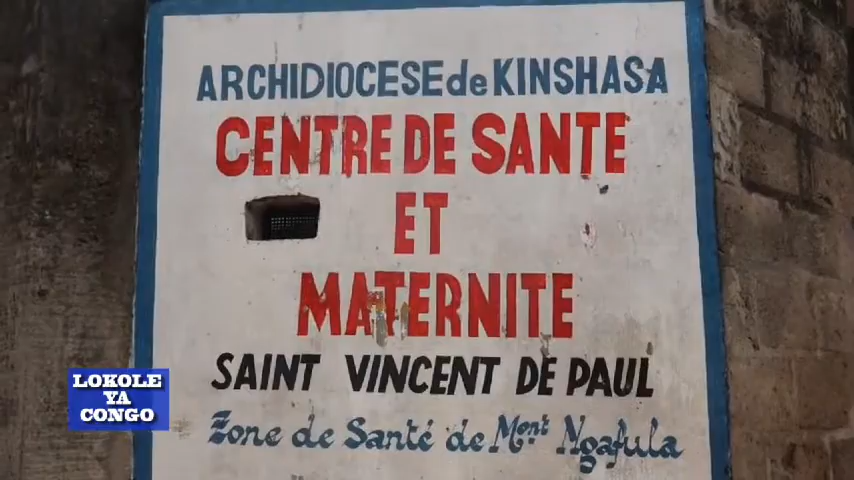 ARCHIDIOCESE de KINSHASA
CENTRE DE SANTE
ET
MATERNITE
SAINT VINCENT DE PAUL
Zone de Santé de Mont Ngafula
LOKOLE
YA
CONGO